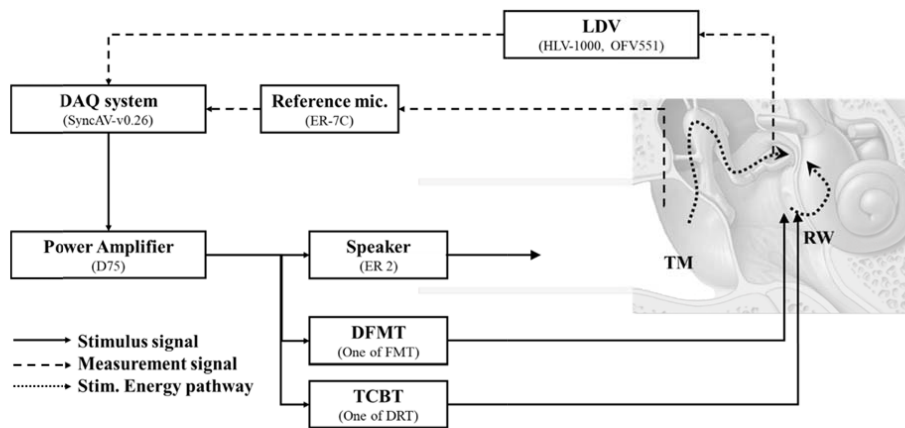 LDV
(HLV-1000, OFV551)
DAQ system
(SyncAV-v0.26)
Reference mic.
(ER-7C)
Power Amplifier
(D75)
Speaker
(ER 2)
TM
RW
DFMT
(One of FMT)
TCBT
(One of DRT)
Stimulus signal
Measurement signal
Stim. Energy pathway